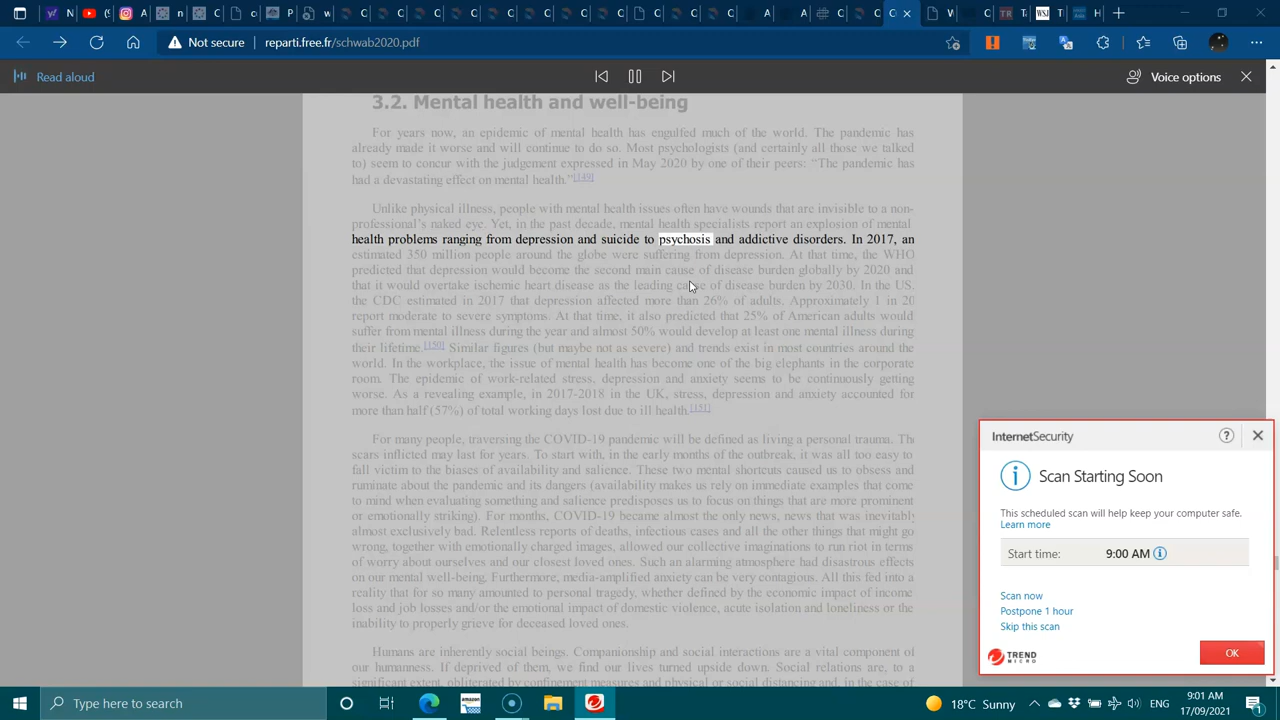 Not secure
reparti.free.fr/schwab2020.pdf
Read aloud
Voice options
3.2. Mental health and well-being
For years now, an epidemic of mental health has engulfed much of the world. The pandemic has
already made it worse and will continue to do so. Most psychologists (and certainly all those we talked
to) seem to concur with the judgement expressed in May 2020 by one of their peers: “The pandemic has
had a devastating effect on mental health.”[149]
Unlike physical illness, people with mental health issues often have wounds that are invisible to a non-
professional’s naked eye. Yet, in the past decade, mental health specialists report an explosion of mental
health problems ranging from depression and suicide to psychosis and addictive disorders. In 2017, an
estimated 350 million people around the globe were suffering from depression. At that time, the WHO
predicted that depression would become the second main cause of disease burden globally by 2020 and
that it would overtake ischemic heart disease as the leading cause of disease burden by 2030. In the US,
the CDC estimated in 2017 that depression affected more than 26% of adults. Approximately 1 in 20
report moderate to severe symptoms. At that time, it also predicted that 25% of American adults would
suffer from mental illness during the year and almost 50% would develop at least one mental illness during
their lifetime.[150] Similar figures (but maybe not as severe) and trends exist in most countries around the
world. In the workplace, the issue of mental health has become one of the big elephants in the corporate
room. The epidemic of work-related stress, depression and anxiety seems to be continuously getting
worse. As a revealing example, in 2017-2018 in the UK, stress, depression and anxiety accounted for
more than half (57%) of total working days lost due to ill health.[151]
For many people, traversing the COVID-19 pandemic will be defined as living a personal trauma. The
scars inflicted may last for years. To start with, in the early months of the outbreak, it was all too easy to
fall victim to the biases of availability and salience. These two mental shortcuts caused us to obsess and
ruminate about the pandemic and its dangers (availability makes us rely on immediate examples that come
to mind when evaluating something and salience predisposes us to focus on things that are more prominent
or emotionally striking). For months, COVID-19 became almost the only news, news that was inevitably
almost exclusively bad. Relentless reports of deaths, infectious cases and all the other things that might go
wrong, together with emotionally charged images, allowed our collective imaginations to run riot in terms
of worry about ourselves and our closest loved ones. Such an alarming atmosphere had disastrous effects
on our mental well-being. Furthermore, media-amplified anxiety can be very contagious. All this fed into a
reality that for so many amounted to personal tragedy, whether defined by the economic impact of income
loss and job losses and/or the emotional impact of domestic violence, acute isolation and loneliness or the
inability to properly grieve for deceased loved ones.
Humans are inherently social beings. Companionship and social interactions are a vital component of
our humanness. If deprived of them, we find our lives turned upside down. Social relations are, to a
significant extent, obliterated by confinement measures and physical or social distancing and, in the case of
InternetSecurity
Scan Starting Soon
This scheduled scan will help keep your computer safe.
Learn more
Start time: 9:00 AM
Scan now
Postpone 1 hour
Skip this scan
TREND MICRO
OK
Type here to search
amazon
18°C Sunny
ENG
9:01 AM
17/09/2021